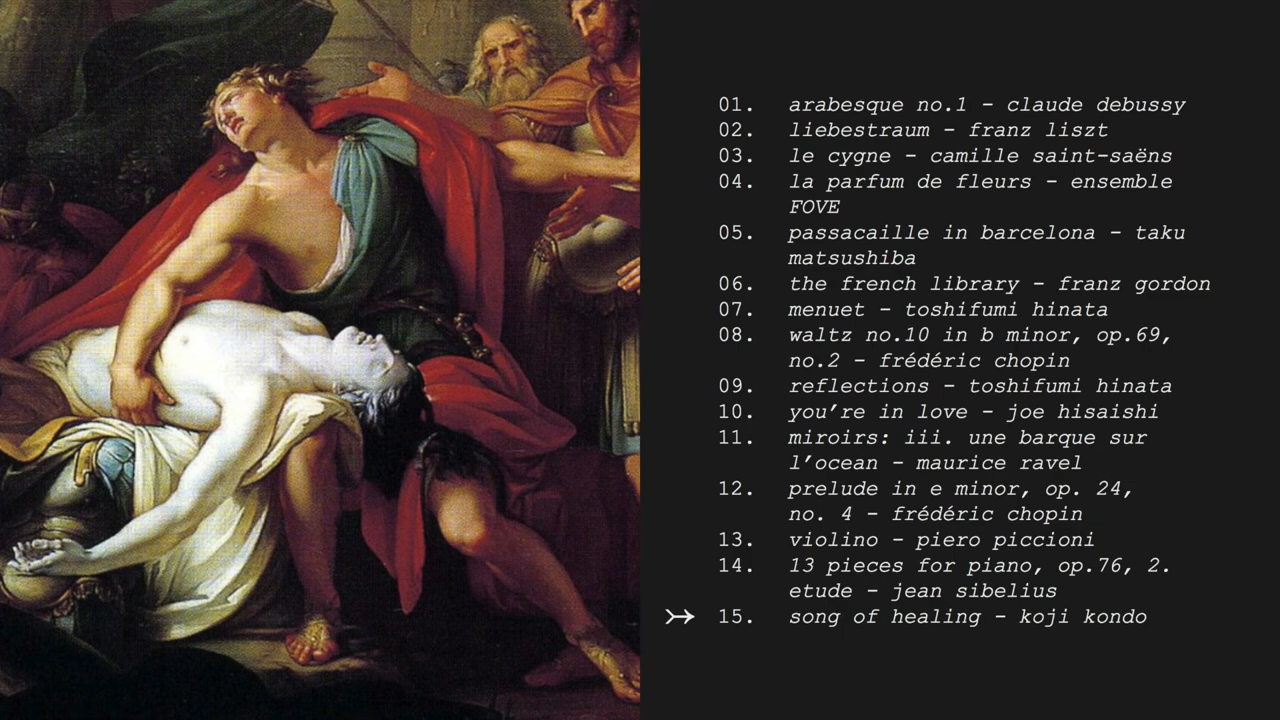 01. arabesque no.1 - claude debussy
02. liebestraum - franz liszt
03. le cygne - camille saint-saëns
04. la parfum de fleurs - ensemble
FOVE
05. passacaille in barcelona - taku
matsushiba
06. the french library - franz gordon
07. menuet - toshifumi hinata
08. waltz no.10 in b minor, op.69,
no.2 - frédéric chopin
09. reflections - toshifumi hinata
10. you’re in love - joe hisaishi
11. miroirs: iii. une barque sur
l’ocean - maurice ravel
12. prelude in e minor, op. 24,
no. 4 - frédéric chopin
13. violino - piero piccioni
14. 13 pieces for piano, op.76, 2.
etude - jean sibelius
15. song of healing - koji kondo